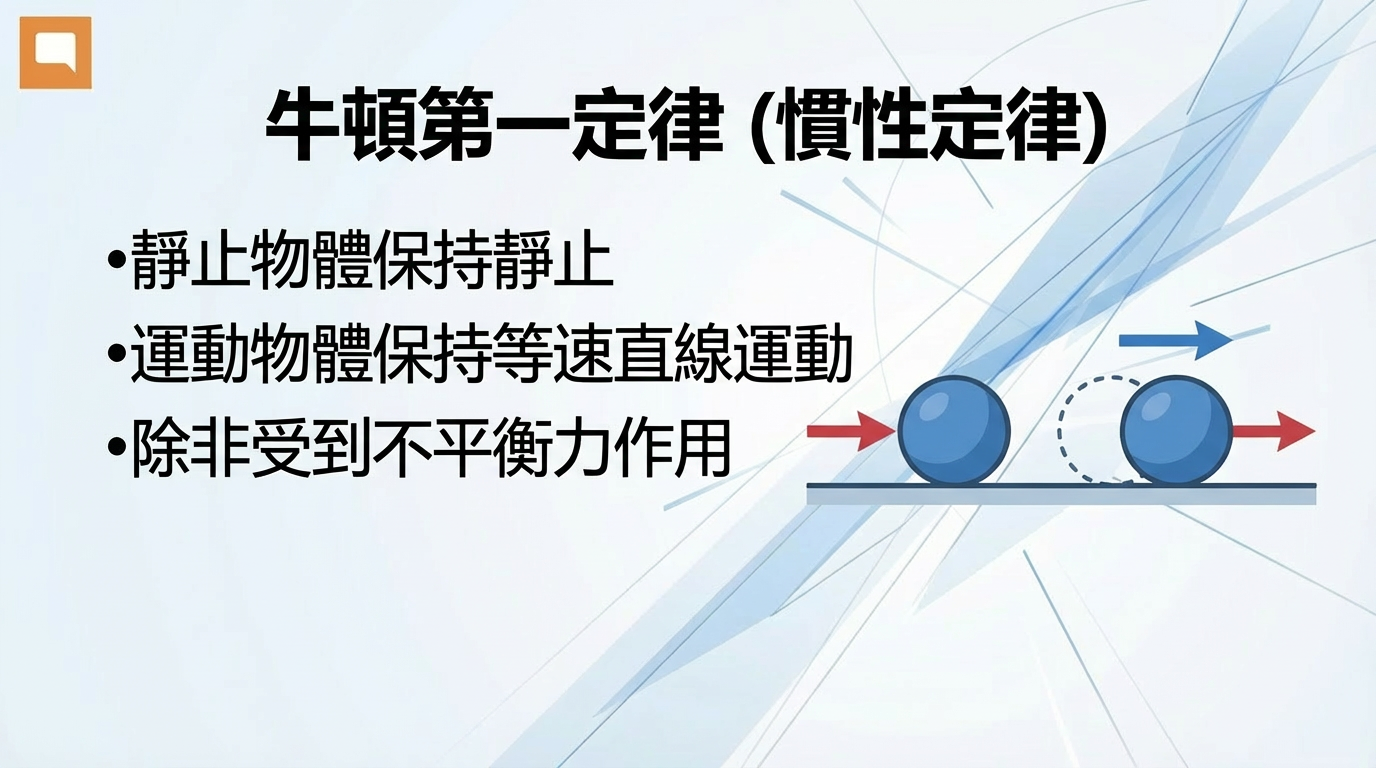 牛頓第一定律 (慣性定律)
•靜止物體保持靜止
•運動物體保持等速直線運動
•除非受到不平衡力作用